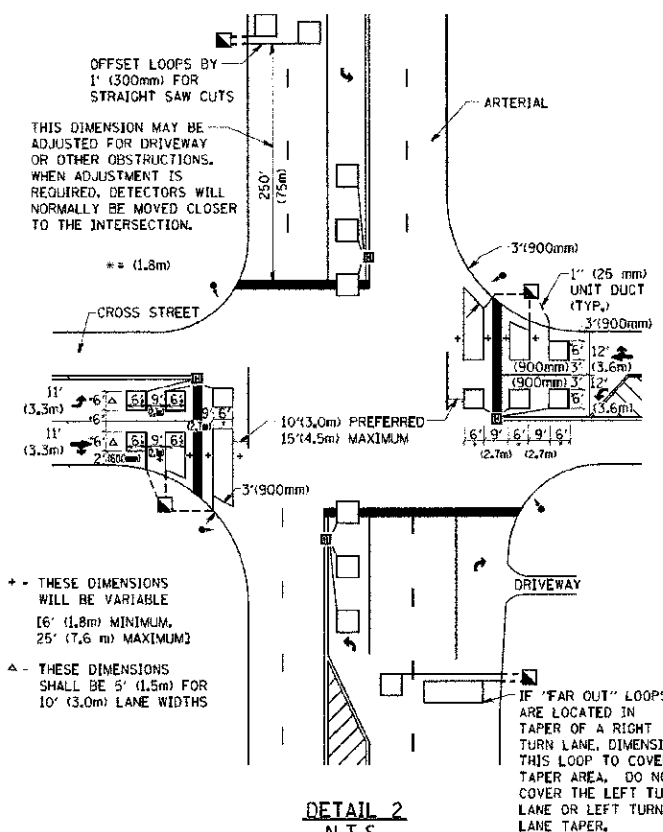 OFFSET LOOPS BY
1' (300mm) FOR
STRAIGHT SAW CUTS
THIS DIMENSION MAY BE
ADJUSTED FOR DRIVEWAY
OR OTHER OBSTRUCTIONS.
WHEN ADJUSTMENT IS
REQUIRED, DETECTORS WILL
NORMALLY BE MOVED CLOSER
TO THE INTERSECTION.
250'
(75m)
ARTERIAL
*= (1.8m)
3'(900mm)
1" (25 mm)
UNIT DUCT
(TYP.)
3'(900mm)
CROSS STREET
6' 12'
(900mm) 3' (3.6m)
(900mm) 3' 12'
6' (3.6m)
6' 9' 6' 9' 6'
(2.7m) (2.7m)
11'
(3.3m)
6' 6' 9' 6'
6' 9' 6'
(2.7m)
11'
(3.3m)
6' 6' 9' 6'
2'(600mm)
10'(3.0m) PREFERRED
15'(4.5m) MAXIMUM
3'(900mm)
+ - THESE DIMENSIONS
WILL BE VARIABLE
[6' (1.8m) MINIMUM,
25' (7.6 m) MAXIMUM]
△ - THESE DIMENSIONS
SHALL BE 5' (1.5m) FOR
10' (3.0m) LANE WIDTHS
DRIVEWAY
IF "FAR OUT" LOOPS
ARE LOCATED IN
TAPER OF A RIGHT
TURN LANE, DIMENSI
THIS LOOP TO COVE
TAPER AREA. DO NO
COVER THE LEFT TU
LANE OR LEFT TURN
LANE TAPER.
DETAIL 2
N.T.S.